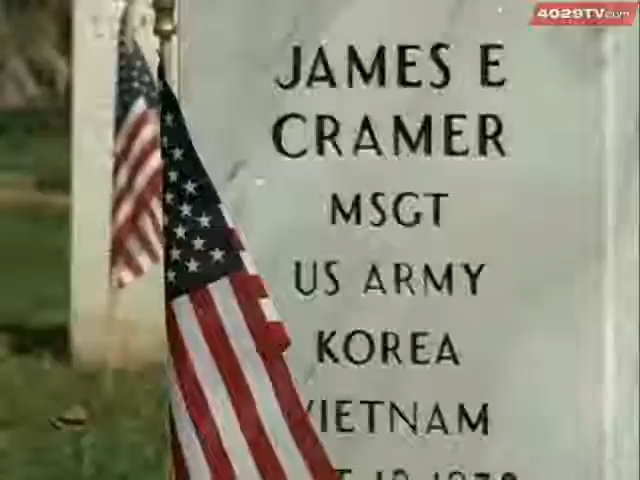 4029TV.com
JAMES E
CRAMER
MSGT
US ARMY
KOREA
VIETNAM